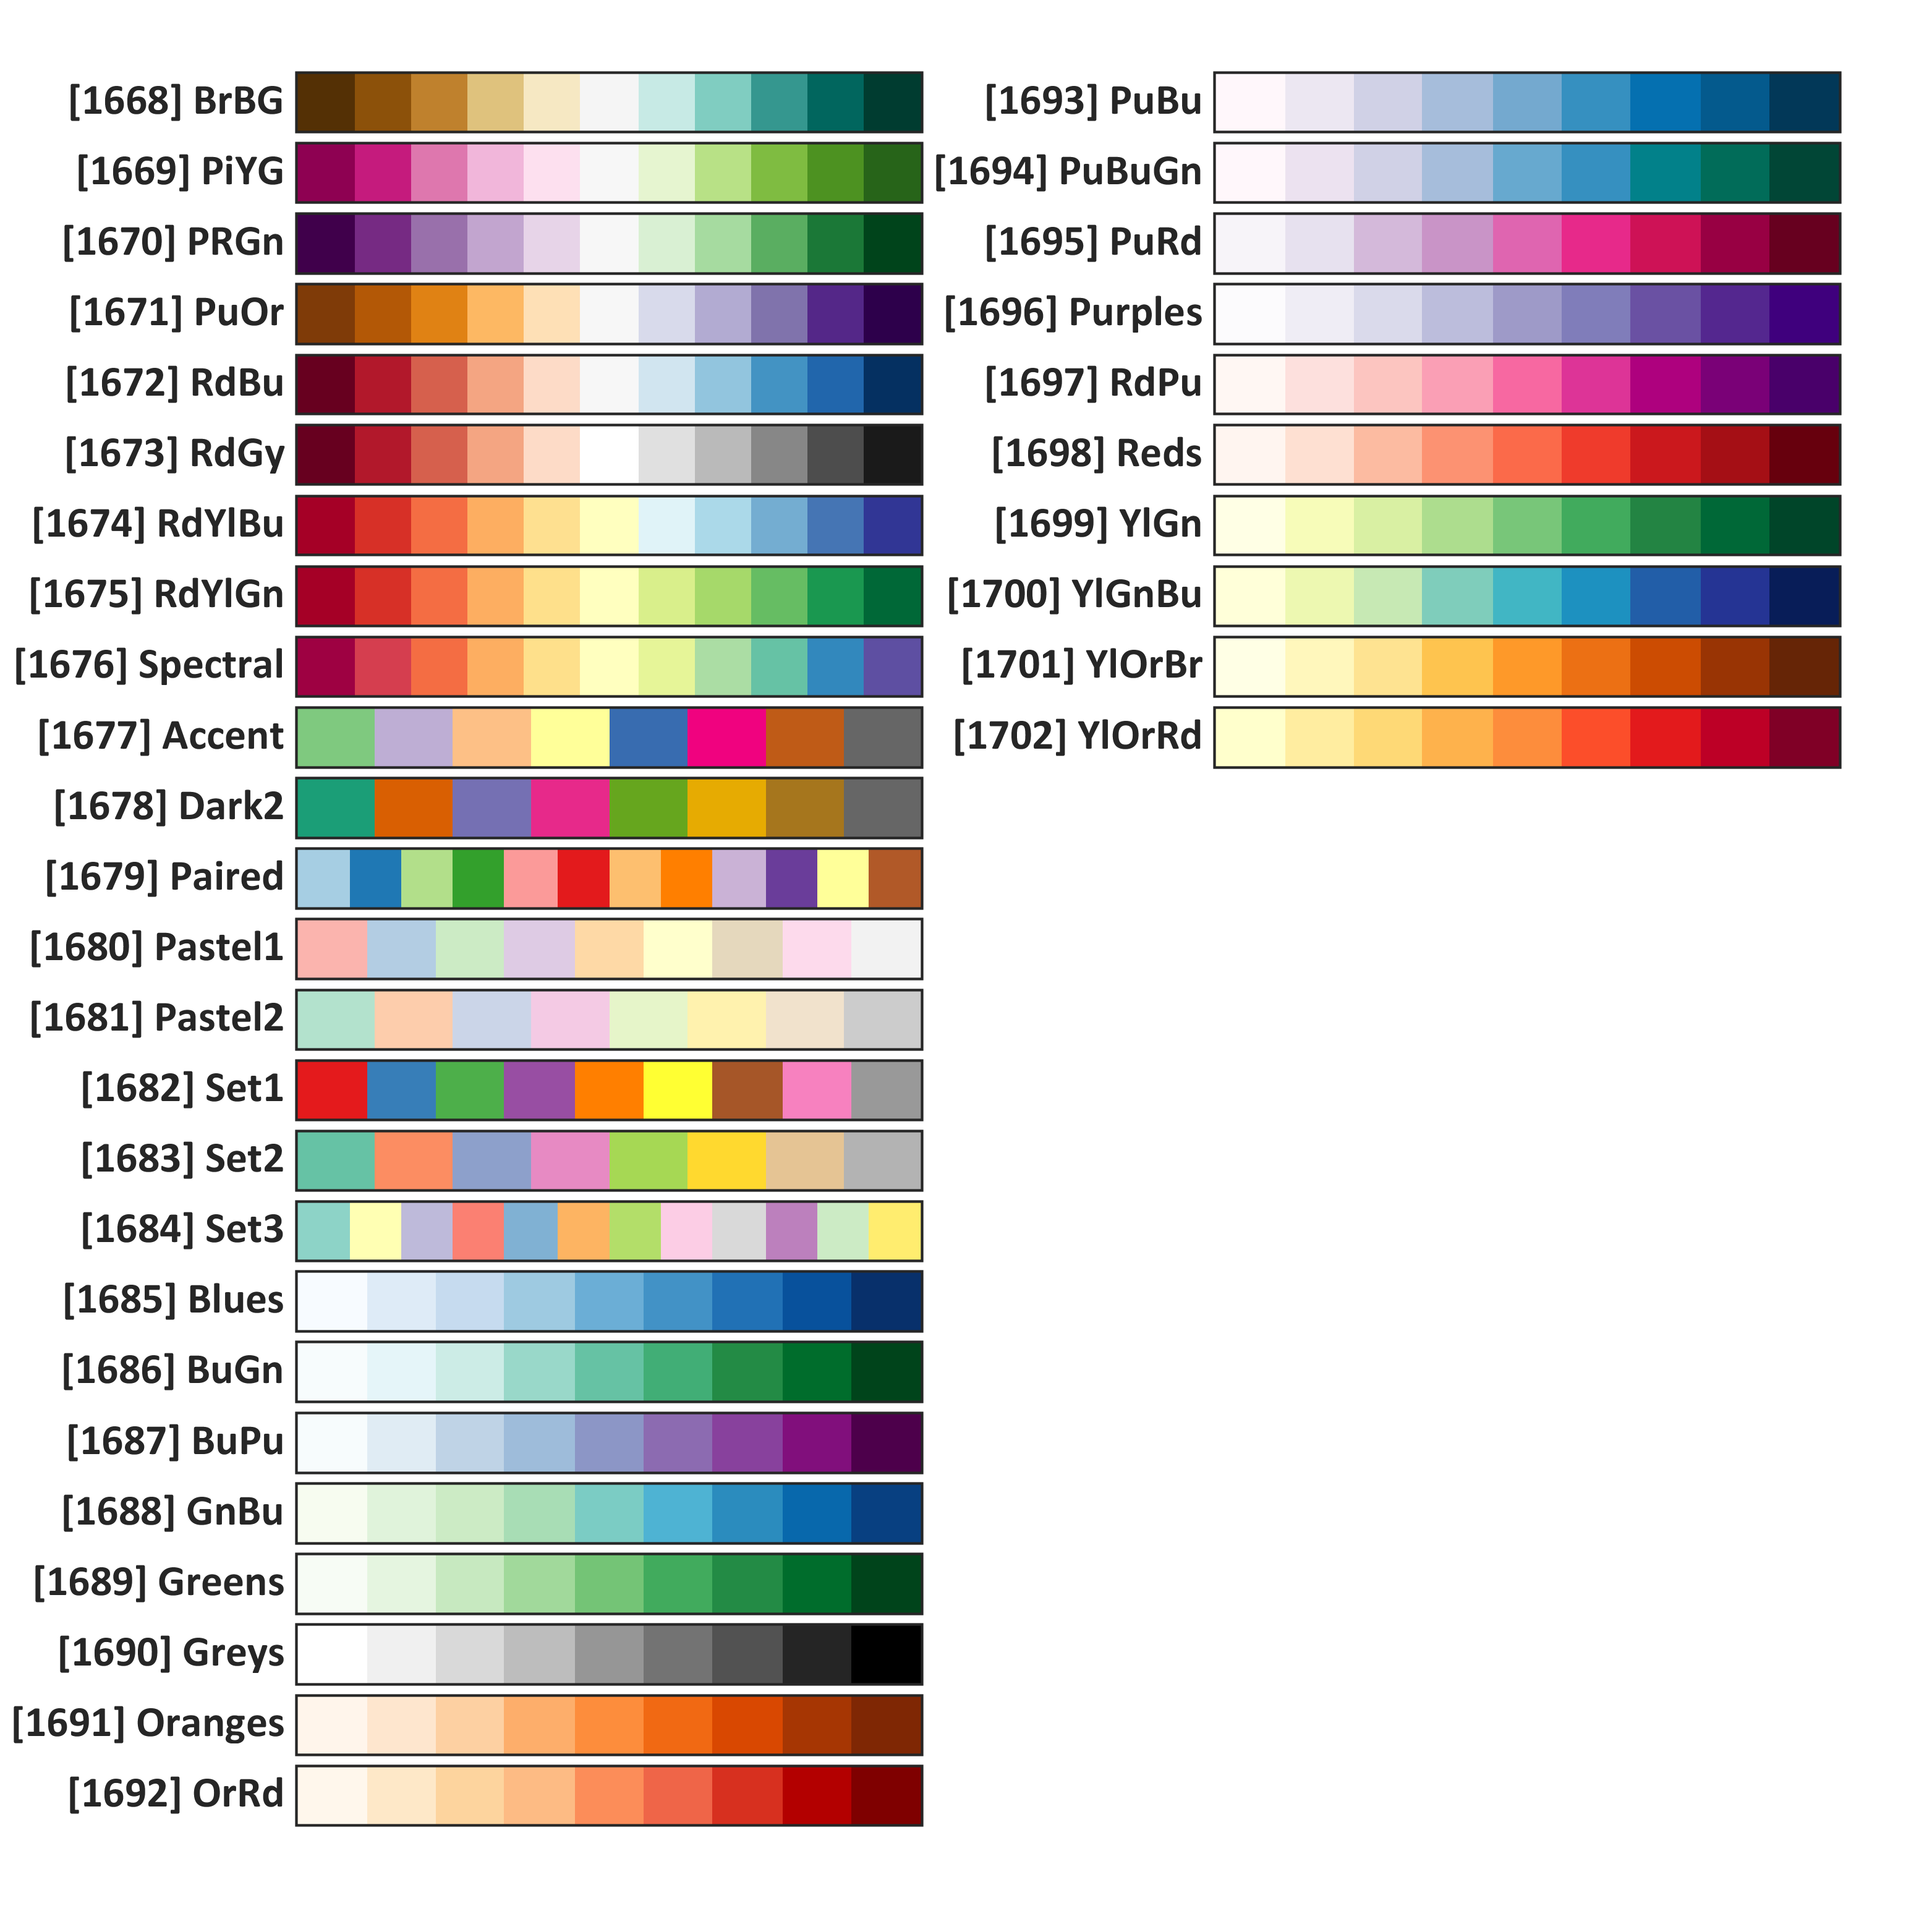 [1668] BrBG
[1669] PiYG
[1670] PRGn
[1671] PuOr
[1672] RdBu
[1673] RdGy
[1674] RdYlBu
[1675] RdYlGn
[1676] Spectral
[1677] Accent
[1678] Dark2
[1679] Paired
[1680] Pastel1
[1681] Pastel2
[1682] Set1
[1683] Set2
[1684] Set3
[1685] Blues
[1686] BuGn
[1687] BuPu
[1688] GnBu
[1689] Greens
[1690] Greys
[1691] Oranges
[1692] OrRd
[1693] PuBu
[1694] PuBuGn
[1695] PuRd
[1696] Purples
[1697] RdPu
[1698] Reds
[1699] YlGn
[1700] YlGnBu
[1701] YlOrBr
[1702] YlOrRd